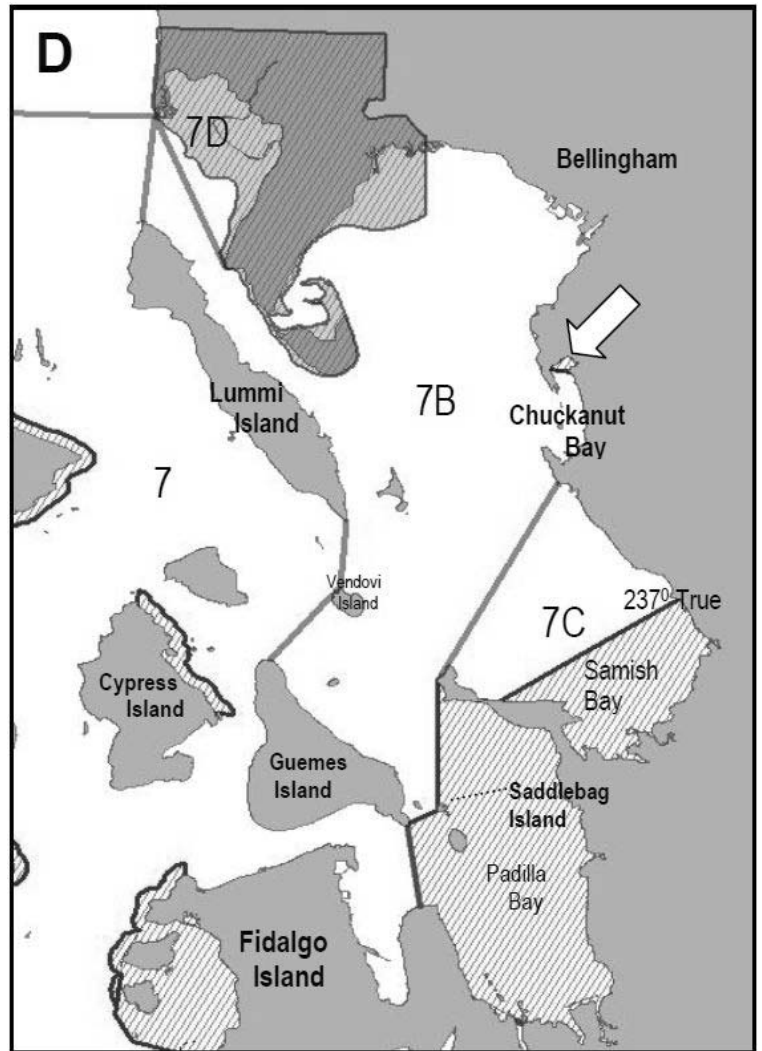 D
7D
Bellingham
Lummi
Island
7B
Chuckanut
Bay
7
Vendovi
Island
237⁰ True
7C
Samish
Bay
Cypress
Island
Guemes
Island
Saddlebag
Island
Padilla
Bay
Fidalgo
Island